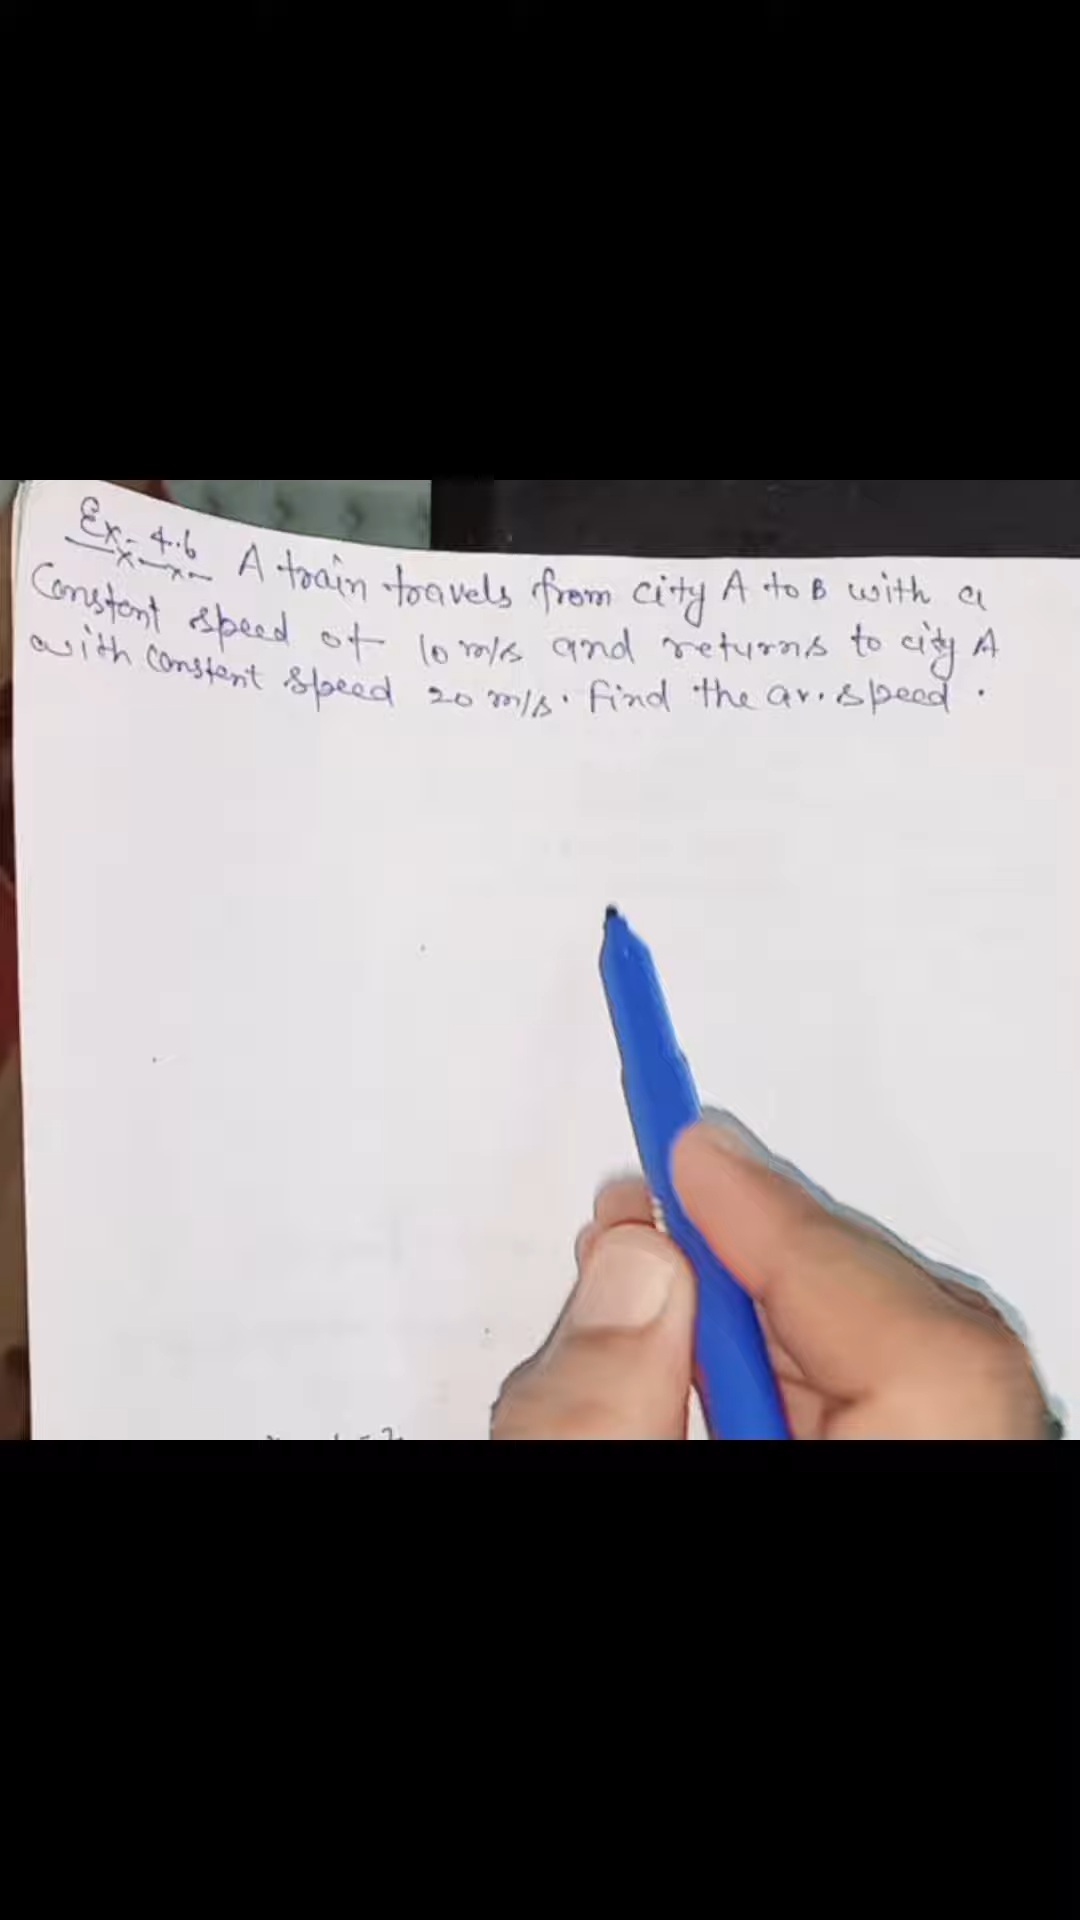 Ex- 4.6 A train travels from city A to B with a
Constant speed of 10 m/s and returns to city A
with constant speed 20 m/s. Find the av. speed.